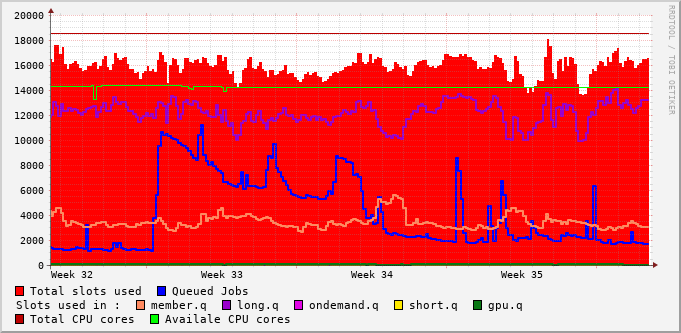 20000
18000
16000
14000
12000
10000
8000
6000
4000
2000
0
Week 32 Week 33 Week 34 Week 35
RRDTOOL / TOBI OETIKER
Total slots used Queued Jobs
Slots used in : member.q long.q ondemand.q short.q gpu.q
Total CPU cores Availale CPU cores